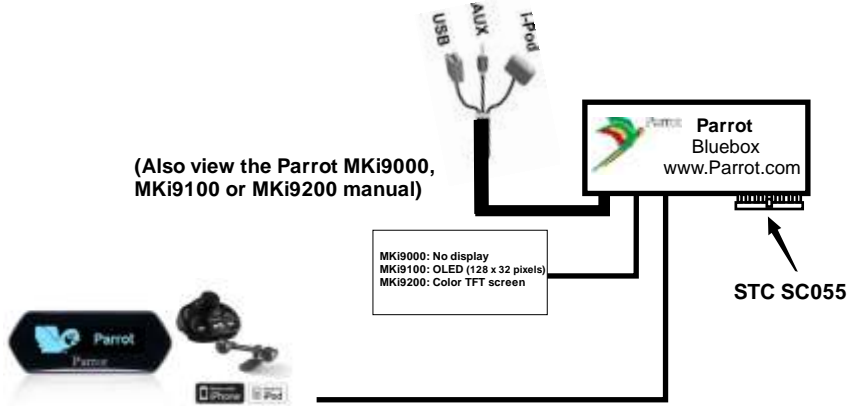 USB
AUX
i-Pod
Parrot
Parrot
Bluebox
www.Parrot.com
(Also view the Parrot MKi9000,
MKi9100 or MKi9200 manual)
MKi9000: No display
MKi9100: OLED (128 x 32 pixels)
MKi9200: Color TFT screen
STC SC055
Parrot
Parrot
iPhone
iPod